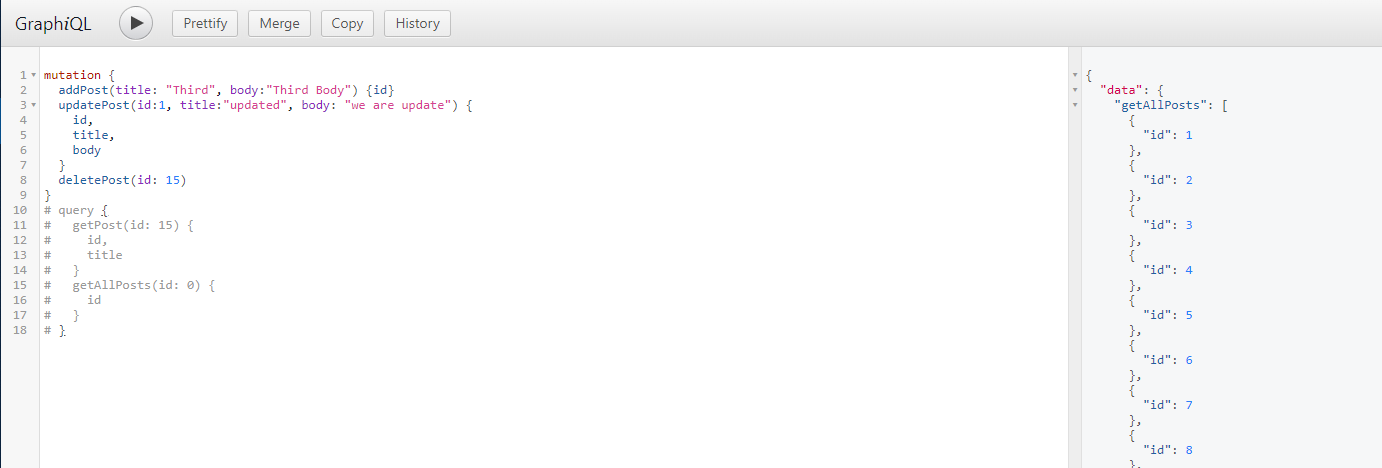 GraphiQL Prettify Merge Copy History
1 mutation {
2   addPost(title: "Third", body:"Third Body") {id}
3   updatePost(id:1, title:"updated", body: "we are update") {
4     id,
5     title,
6     body
7   }
8   deletePost(id: 15)
9 }
10 # query {
11 #   getPost(id: 15) {
12 #     id,
13 #     title
14 #   }
15 #   getAllPosts(id: 0) {
16 #     id
17 #   }
18 # }
{
  "data": {
    "getAllPosts": [
      {
        "id": 1
      },
      {
        "id": 2
      },
      {
        "id": 3
      },
      {
        "id": 4
      },
      {
        "id": 5
      },
      {
        "id": 6
      },
      {
        "id": 7
      },
      {
        "id": 8
      },